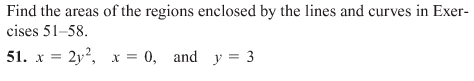 Find the areas of the regions enclosed by the lines and curves in Exer-
cises 51–58.
51. x = 2y², x = 0, and y = 3